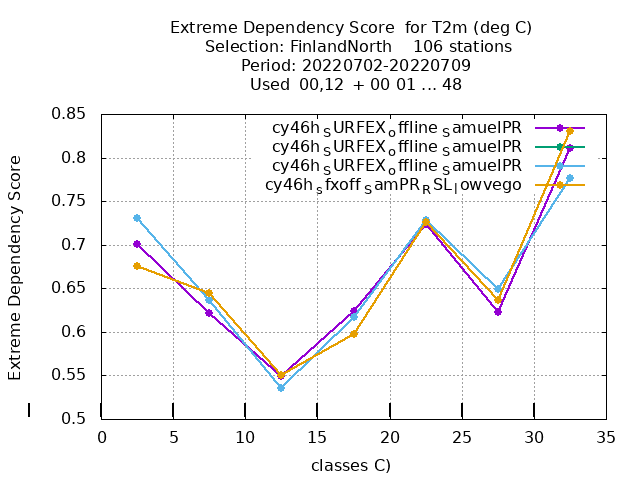 Extreme Dependency Score for T2m (deg C)
Selection: FinlandNorth 106 stations
Period: 20220702-20220709
Used 00,12 + 00 01 ... 48
cy46h_SURFEX_offline_SamuelPR
cy46h_SURFEX_offline_SamuelPR
cy46h_SURFEX_offline_SamuelPR
cy46h_sfxoff_SamPR_RSL_lowvego
Extreme Dependency Score
0.85
0.8
0.75
0.7
0.65
0.6
0.55
0.5
0 5 10 15 20 25 30 35
classes C)